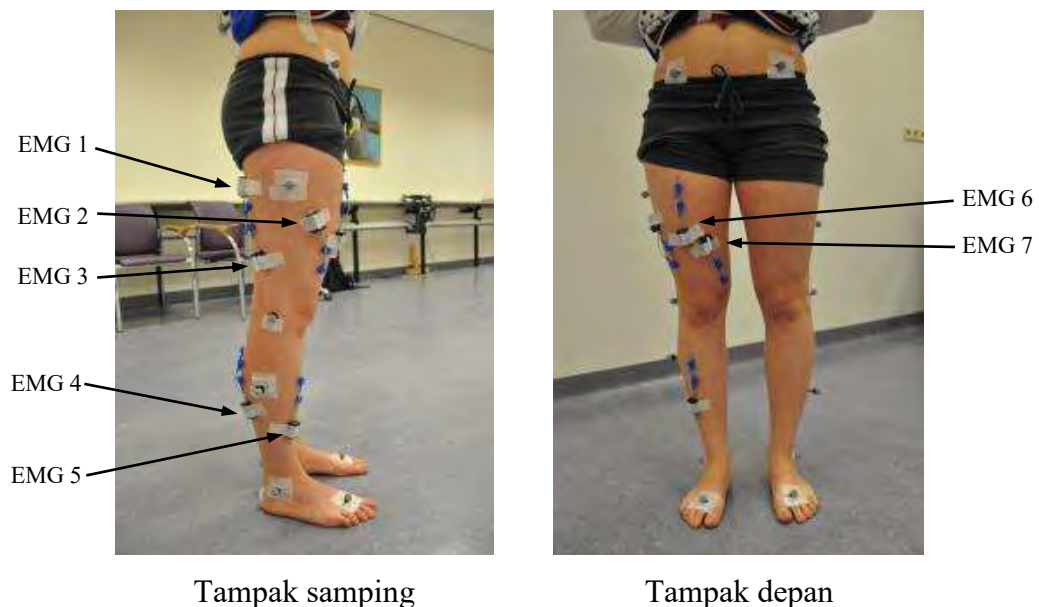 EMG 1
EMG 2
EMG 3
EMG 4
EMG 5
EMG 6
EMG 7
Tampak samping
Tampak depan